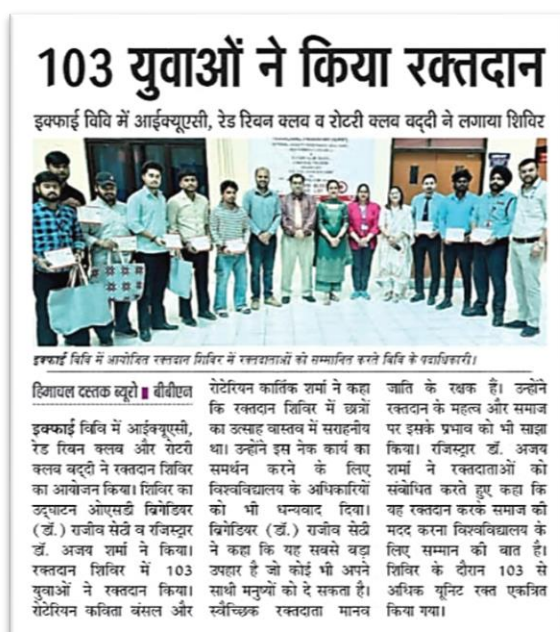 103 युवाओं ने किया रक्तदान
इक्फाई विवि में आईक्यूएसी, रेड रिबन क्लब व रोटरी क्लब बद्दी ने लगाया शिविर
इक्फाई विवि में आयोजित रक्तदान शिविर में रक्तदाताओं को सम्मानित करते विवि के पदाधिकारी।
हिमाचल दस्तक ब्यूरो बीबीएन
इक्फाई विवि में आईक्यूएसी,
रेड रिबन क्लब और रोटरी
क्लब बद्दी ने रक्तदान शिविर
का आयोजन किया। शिविर का
उद्घाटन ओएसडी ब्रिगेडियर
(डॉ.) राजीव सेठी व रजिस्ट्रार
डॉ. अजय शर्मा ने किया।
रक्तदान शिविर में 103
युवाओं ने रक्तदान किया।
रोटेरियन कविता बंसल और
रोटेरियन कार्तिक शर्मा ने कहा
कि रक्तदान शिविर में छात्रों
का उत्साह वास्तव में सराहनीय
था। उन्होंने इस नेक कार्य का
समर्थन करने के लिए
विश्वविद्यालय के अधिकारियों
को भी धन्यवाद दिया।
ब्रिगेडियर (डॉ.) राजीव सेठी
ने कहा कि यह सबसे बड़ा
उपहार है जो कोई भी अपने
साथी मनुष्यों को दे सकता है।
स्वैच्छिक रक्तदाता मानव
जाति के रक्षक हैं। उन्होंने
रक्तदान के महत्व और समाज
पर इसके प्रभाव को भी साझा
किया। रजिस्ट्रार डॉ. अजय
शर्मा ने रक्तदाताओं को
संबोधित करते हुए कहा कि
यह रक्तदान करके समाज की
मदद करना विश्वविद्यालय के
लिए सम्मान की बात है।
शिविर के दौरान 103 से
अधिक यूनिट रक्त एकत्रित
किया गया।